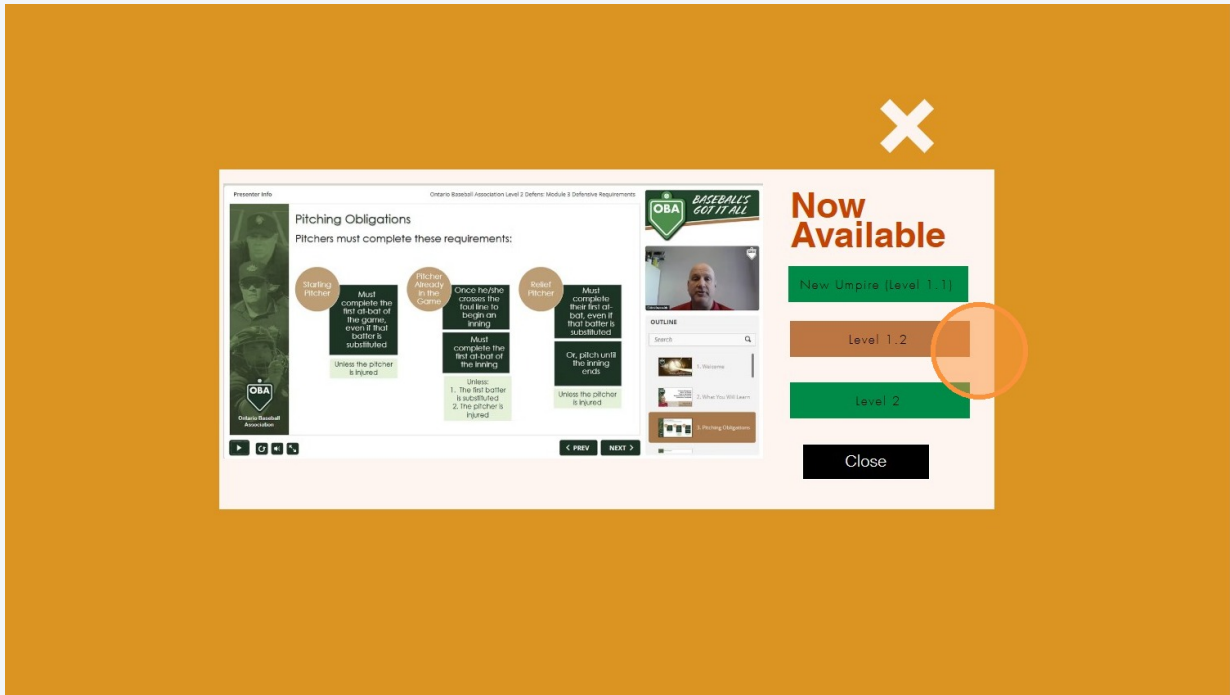 Presenter Info
Ontario Baseball Association Level 2 Defens: Module 3 Defensive Requirements
Pitching Obligations
Pitchers must complete these requirements:
Starting
Pitcher
Must
complete the
first at-bat of
the game,
even if that
batter is
substituted
Unless the pitcher
is injured
Pitcher
Already
in the
Game
Once he/she
crosses the
foul line to
begin an
inning
Must
complete the
first at-bat of
the inning
Unless:
1. The first batter
is substituted
2. The pitcher is
injured
Relief
Pitcher
Must
complete
their first at-
bat, even if
that batter is
substituted
Or, pitch until
the inning
ends
Unless the pitcher
is injured
OBA
Ontario Baseball
Association
< PREV
NEXT >
OBA
BASEBALL'S
GOT IT ALL
OUTLINE
Search
1. Welcome
2. What You Will Learn
3. Pitching Obligations
Now
Available
New Umpire (Level 1.1)
Level 1.2
Level 2
Close